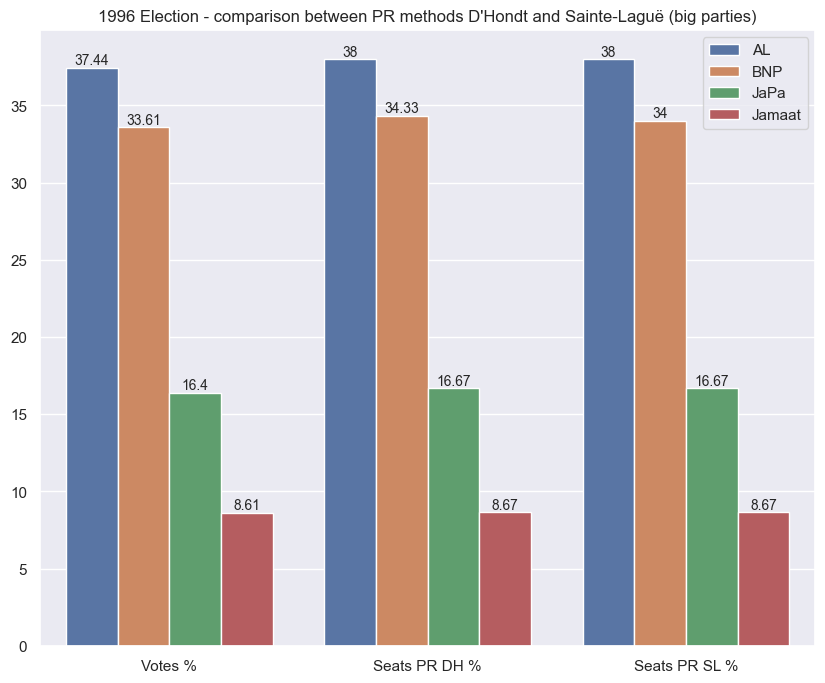 1996 Election - comparison between PR methods D'Hondt and Sainte-Laguë (big parties)
AL
BNP
JaPa
Jamaat
37.44
33.61
16.4
8.61
38
34.33
16.67
8.67
38
34
16.67
8.67
35
30
25
20
15
10
5
0
Votes %
Seats PR DH %
Seats PR SL %